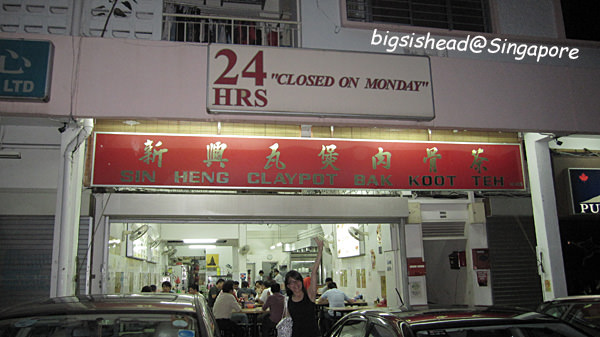 bigsishead@Singapore
24
HRS
"CLOSED ON MONDAY"
LTD
新興瓦煲肉骨茶
SIN HENG CLAYPOT BAK KOOT TEH
PU